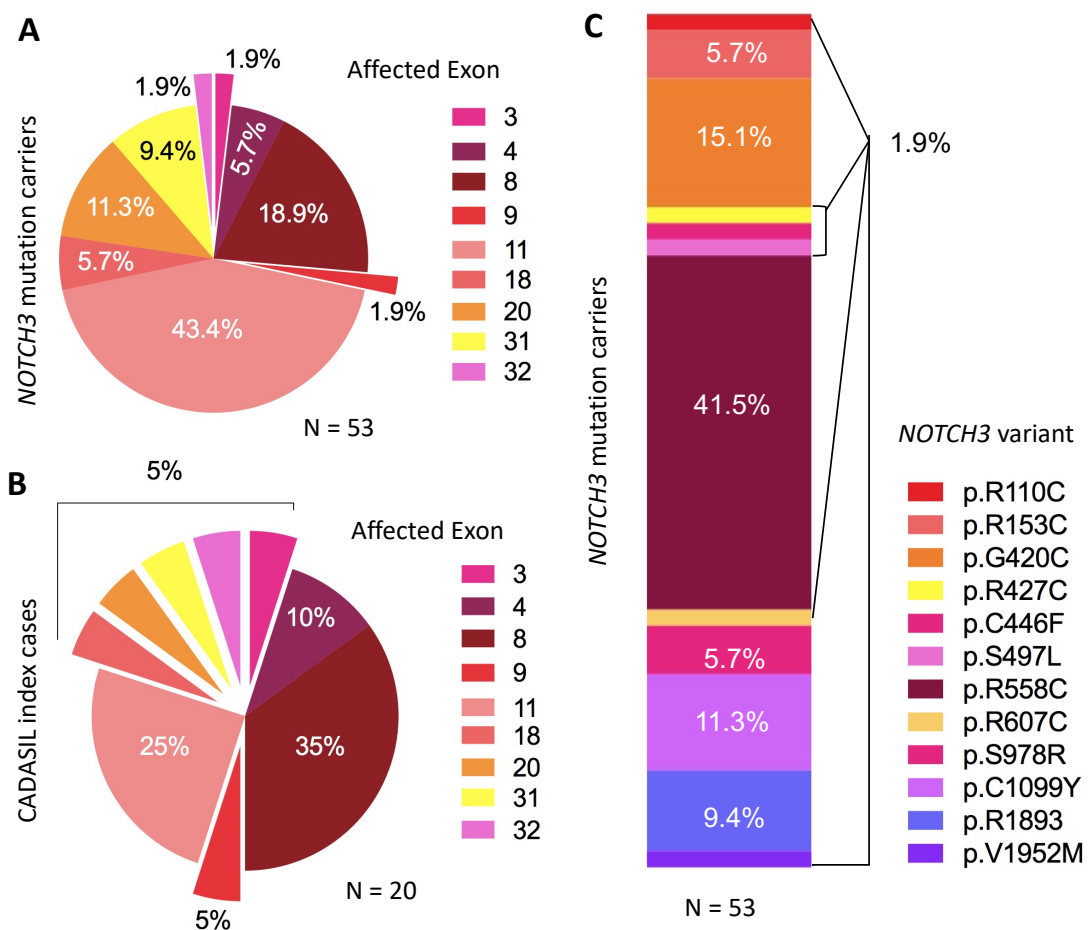 A
NOTCH3 mutation carriers
1.9%
1.9%
5.7%
18.9%
1.9%
43.4%
5.7%
11.3%
9.4%
N = 53
Affected Exon
3
4
8
9
11
18
20
31
32
B
CADASIL index cases
5%
10%
35%
5%
25%
N = 20
Affected Exon
3
4
8
9
11
18
20
31
32
C
NOTCH3 mutation carriers
5.7%
15.1%
41.5%
5.7%
11.3%
9.4%
1.9%
N = 53
NOTCH3 variant
p.R110C
p.R153C
p.G420C
p.R427C
p.C446F
p.S497L
p.R558C
p.R607C
p.S978R
p.C1099Y
p.R1893
p.V1952M